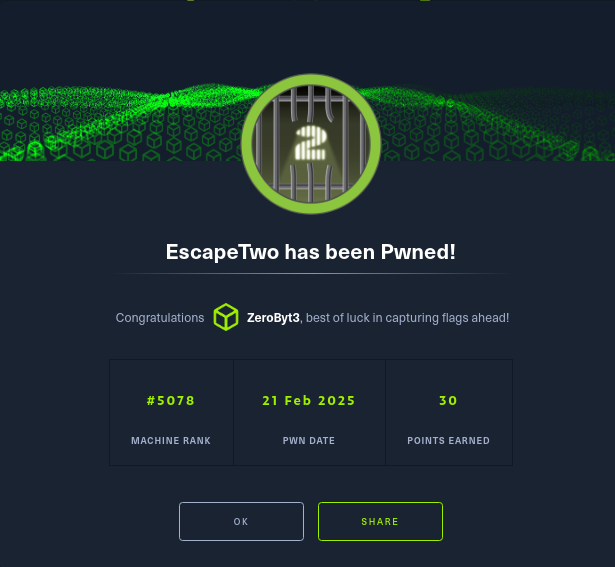 2
EscapeTwo has been Pwned!
Congratulations ZeroByt3, best of luck in capturing flags ahead!
#5078 21 Feb 2025 30
MACHINE RANK PWN DATE POINTS EARNED
OK SHARE